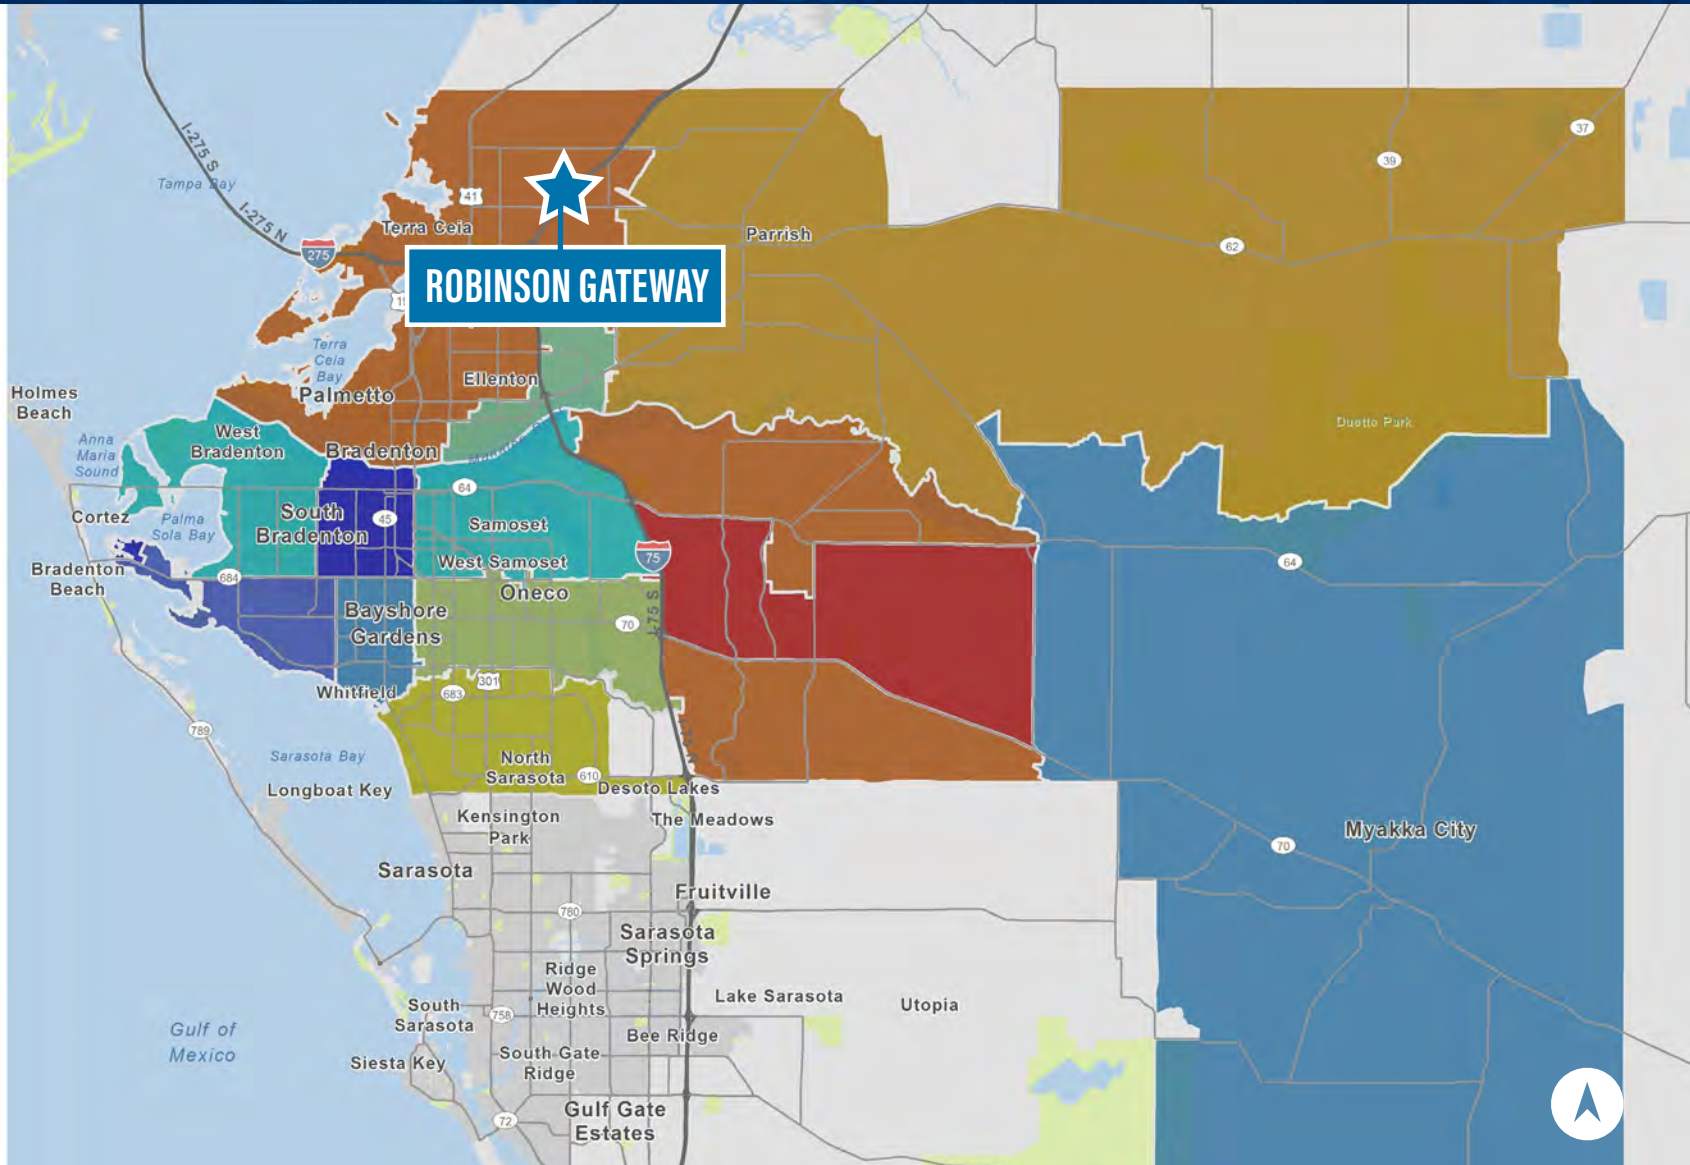 37
39
I-275 S
Tampa Bay
41
I-275 N
Terra Ceia
Parrish
62
275
ROBINSON GATEWAY
19
Terra
Ceia
Bay
Ellenton
Holmes
Beach
Palmetto
Duette Park
West
Bradenton
Anna
Maria
Sound
Bradenton
64
Cortez
Palma
Sola Bay
South
Bradenton
45
Samoset
West Samoset
75
64
Bradenton
Beach
684
Oneco
Bayshore
Gardens
70
I-75 S
Whitfield
683
301
789
I-75 N
Sarasota Bay
North
Sarasota
610
Longboat Key
Desoto Lakes
Kensington
Park
The Meadows
Myakka City
70
Sarasota
Fruitville
780
Sarasota
Springs
Ridge
Wood
Heights
Lake Sarasota
Utopia
South
Sarasota
758
Gulf of
Mexico
Bee Ridge
Siesta Key
South Gate
Ridge
72
Gulf Gate
Estates